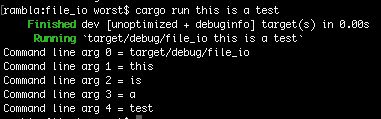 [rambla:file_io worst$ cargo run this is a test
Finished dev [unoptimized + debuginfo] target(s) in 0.00s
Running `target/debug/file_io this is a test`
Command line arg 0 = target/debug/file_io
Command line arg 1 = this
Command line arg 2 = is
Command line arg 3 = a
Command line arg 4 = test